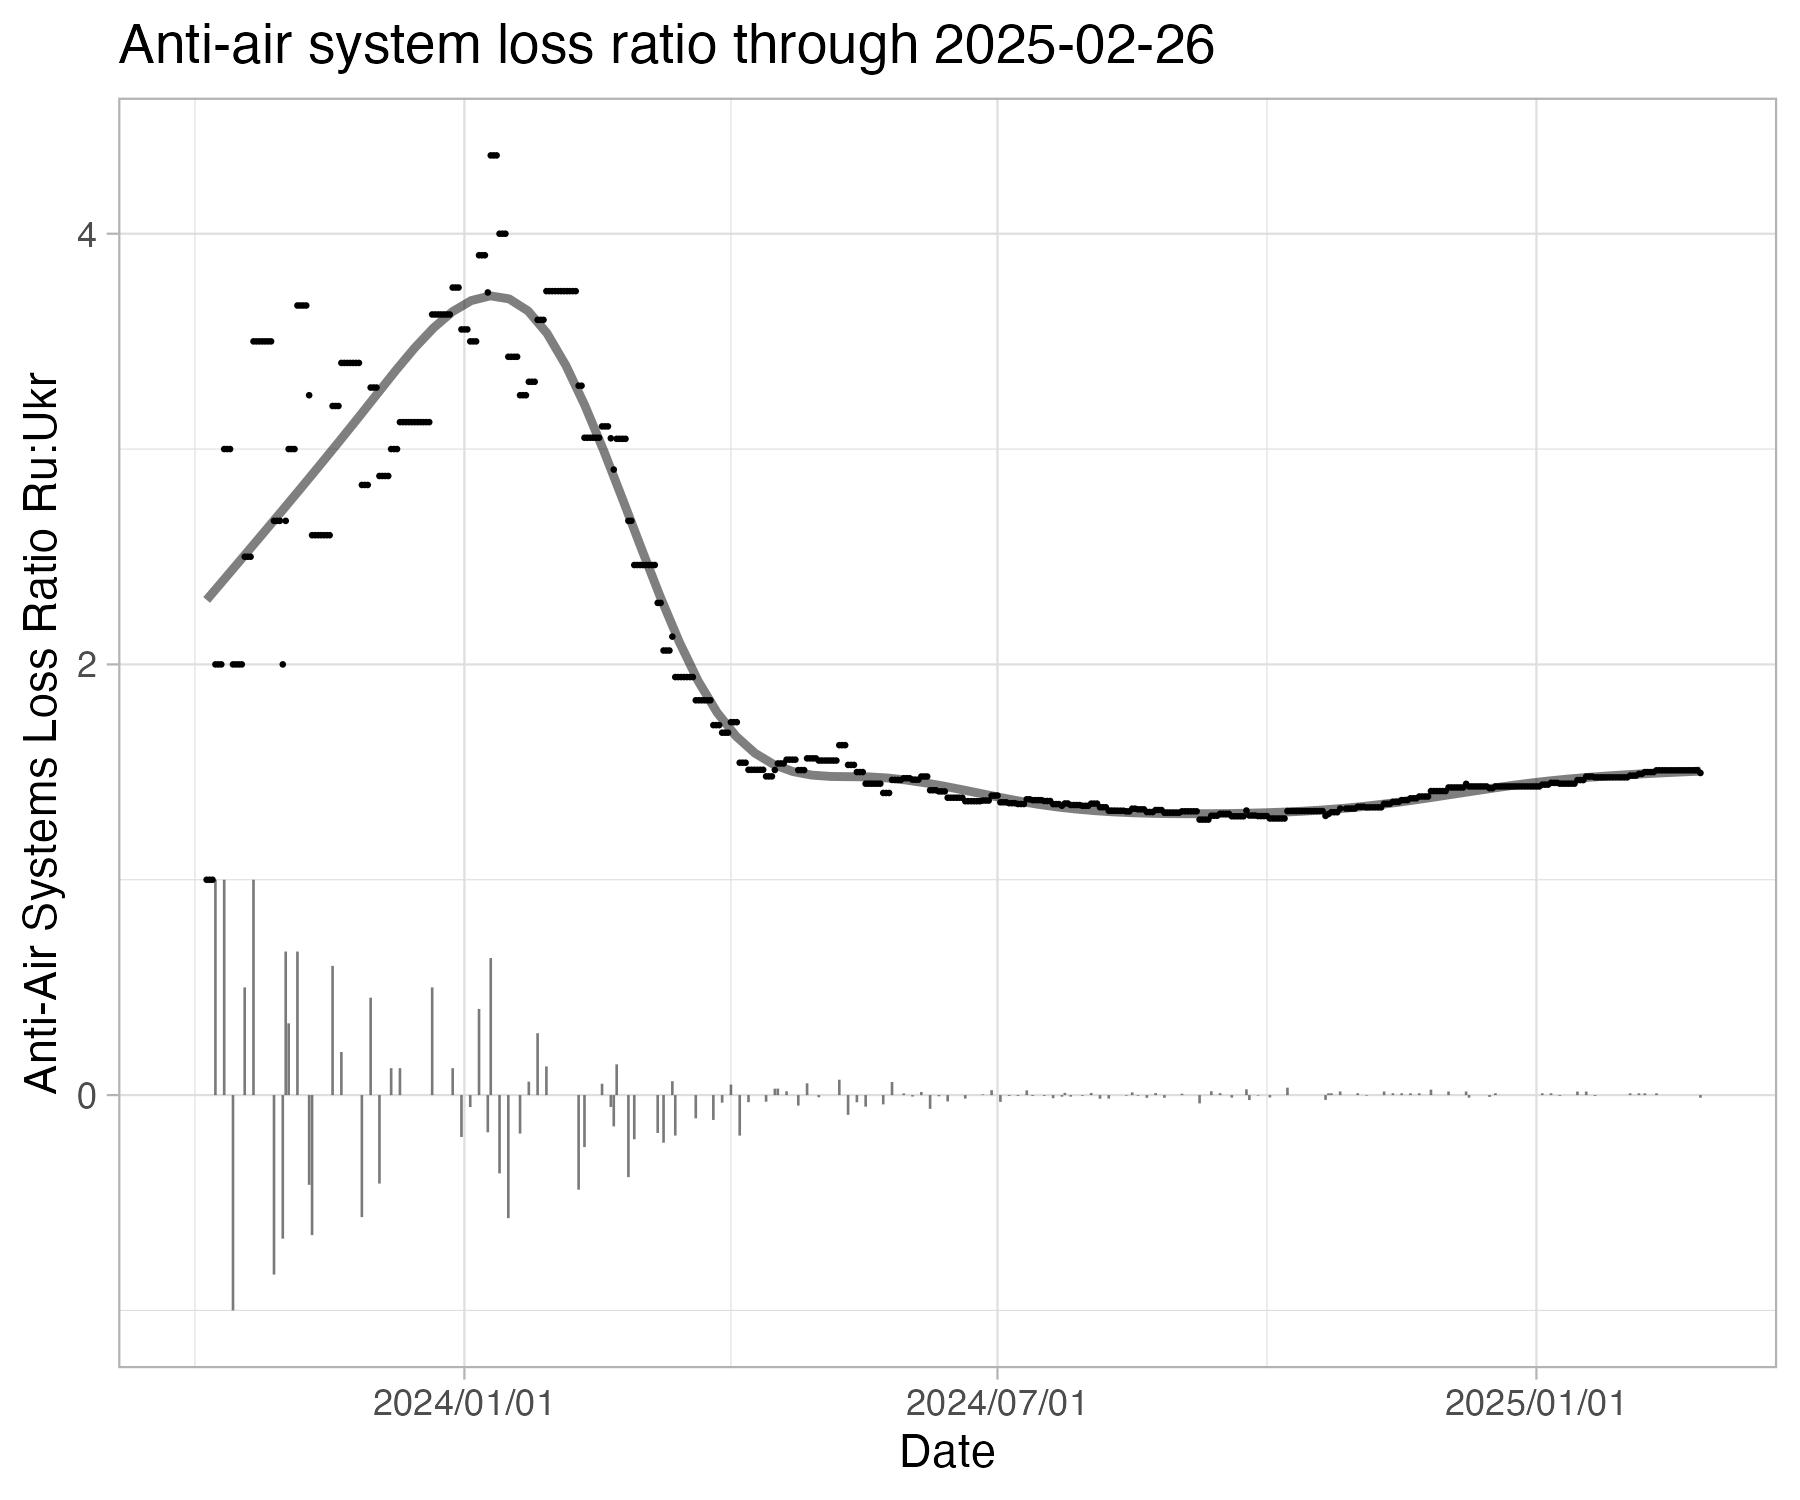 Anti-air system loss ratio through 2025-02-26
Anti-Air Systems Loss Ratio Ru:Ukr
4
2
0
2024/01/01
2024/07/01
2025/01/01
Date